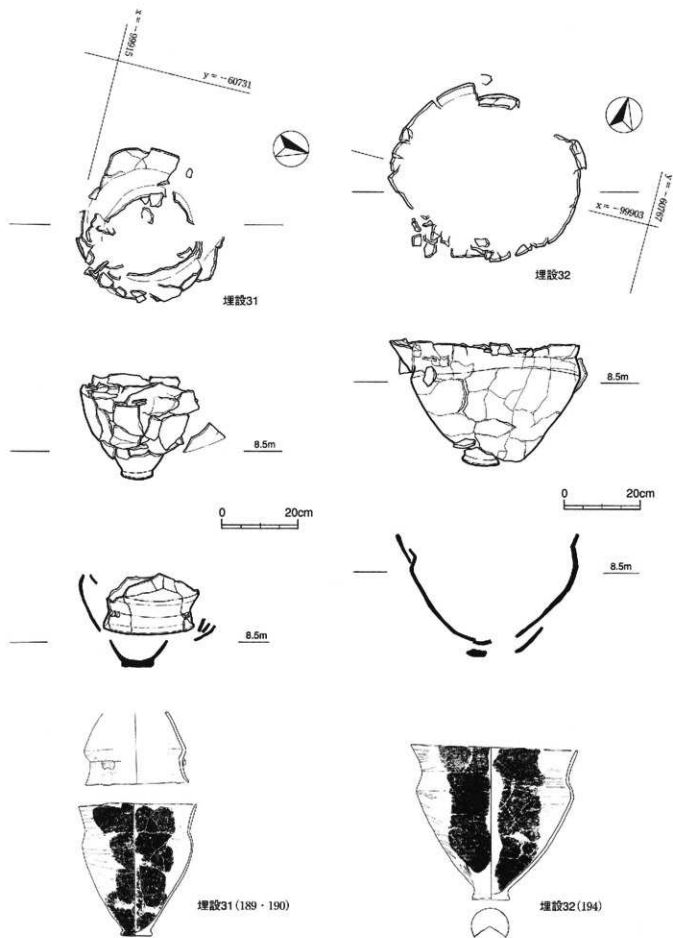 x=-99915
y=-60731
埋設31
y=-60767
x=-99903
埋設32
8.5m
8.5m
0 20cm
0 20cm
8.5m
8.5m
埋設31(189・190)
埋設32(194)